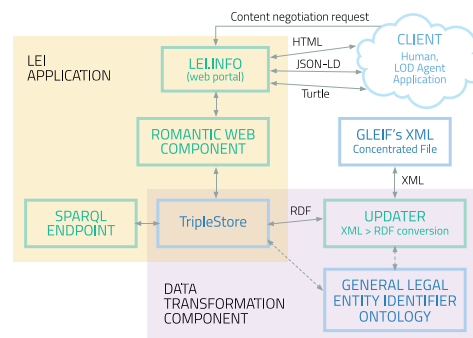 Content negotiation request
CLIENT
Human,
LOD Agent
Application
LEI
APPLICATION
LEI.INFO
(web portal)
HTML
JSON-LD
Turtle
ROMANTIC WEB
COMPONENT
GLEIF's XML
Concentrated File
XML
SPARQL
ENDPOINT
TripleStore
RDF
UPDATER
XML > RDF conversion
DATA
TRANSFORMATION
COMPONENT
GENERAL LEGAL
ENTITY IDENTIFIER
ONTOLOGY